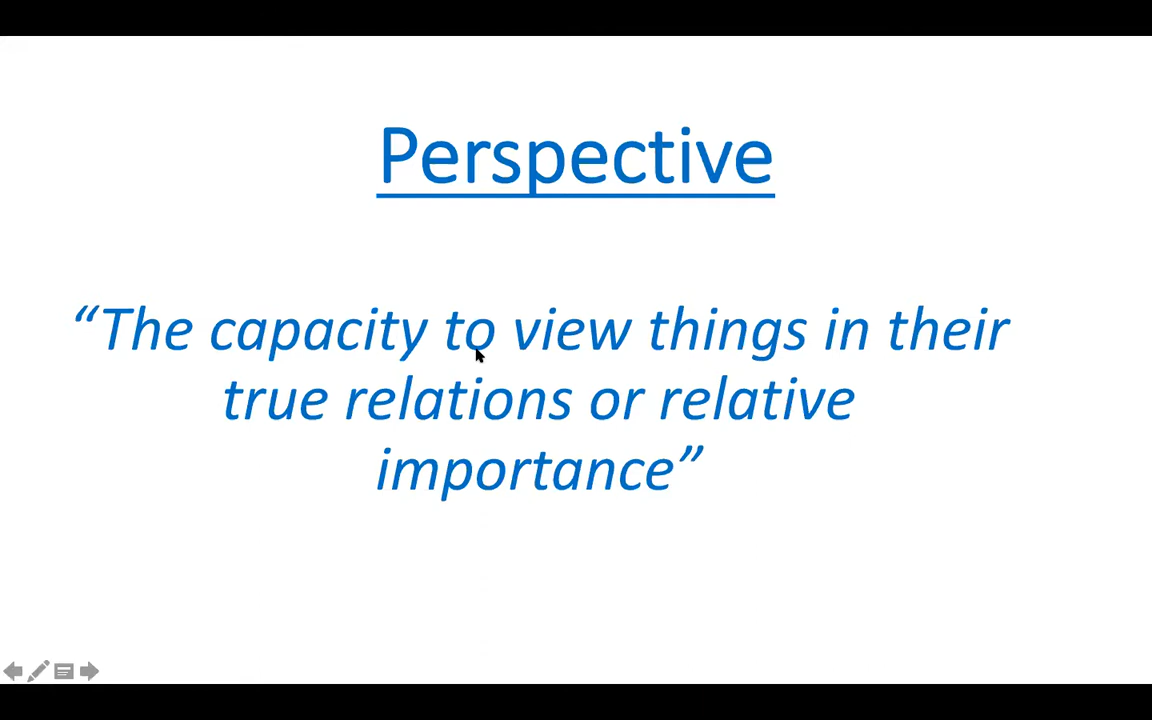 Perspective
“The capacity to view things in their
true relations or relative
importance”